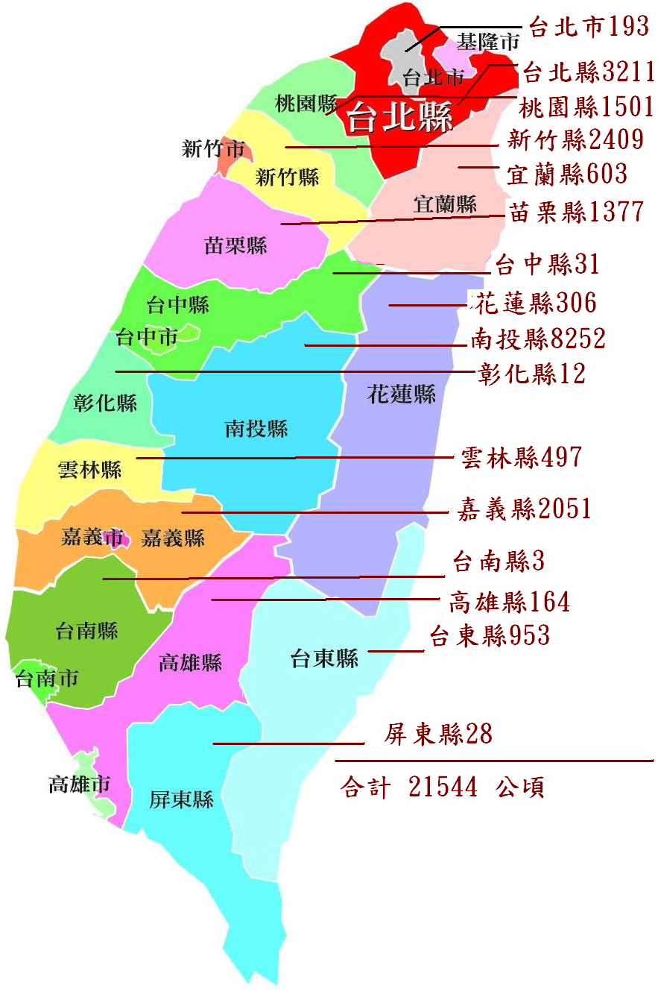 台北市193
基隆市
台北縣3211
台北市
桃園縣
桃園縣1501
台北縣
新竹縣2409
新竹市
宜蘭縣603
新竹縣
宜蘭縣
苗栗縣1377
苗栗縣
台中縣31
台中縣
花蓮縣306
台中市
南投縣8252
彰化縣12
花蓮縣
彰化縣
南投縣
雲林縣497
雲林縣
嘉義縣2051
嘉義市
嘉義縣
台南縣3
高雄縣164
台南縣
台東縣953
台東縣
高雄縣
台南市
屏東縣28
高雄市
合計 21544 公頃
屏東縣